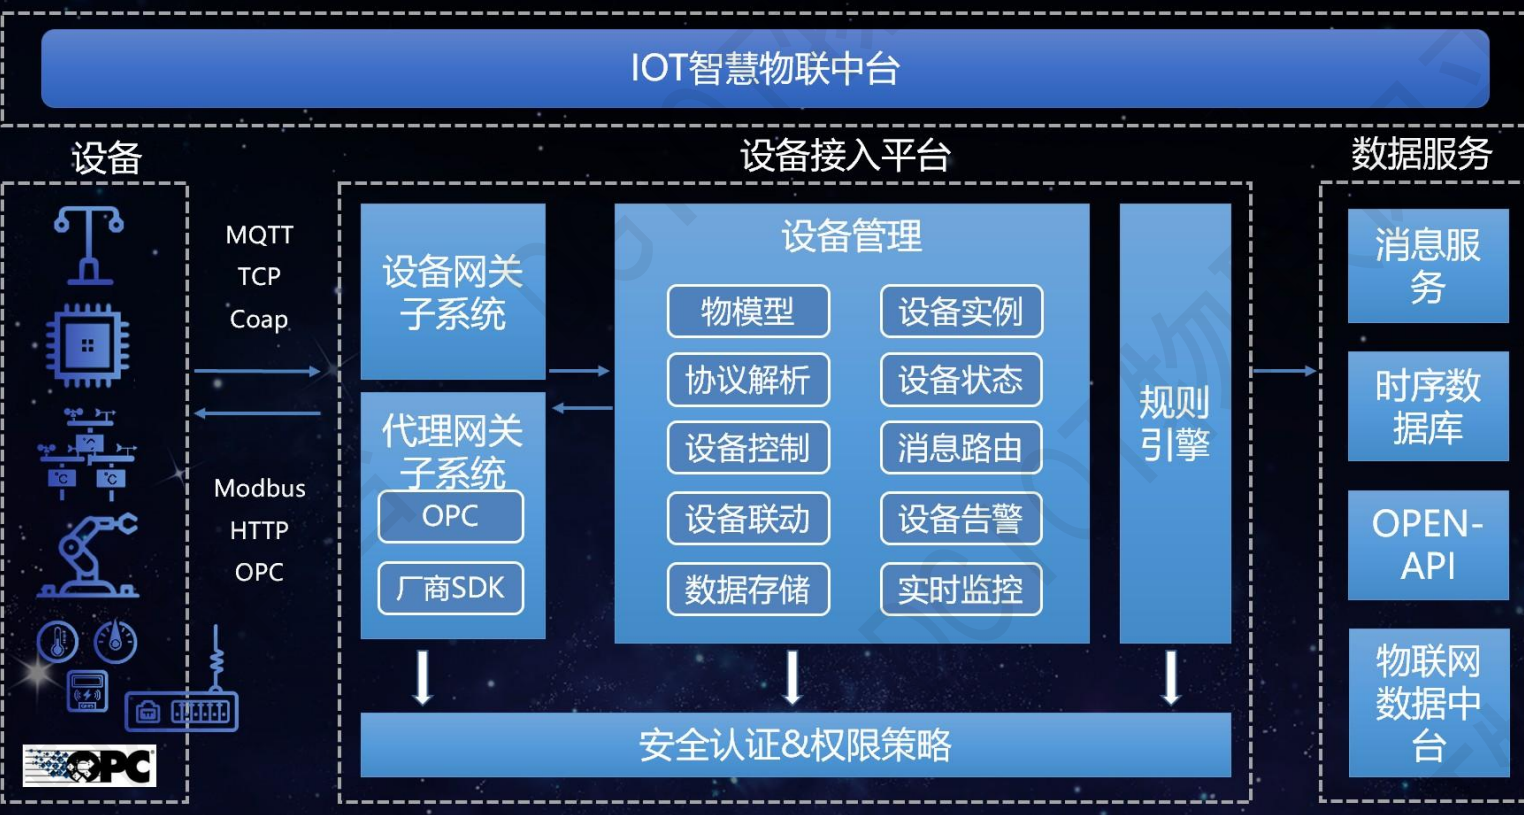 IOT智慧物联中台
设备
设备接入平台
数据服务
MQTT
TCP
Coap
Modbus
HTTP
OPC
OPC
设备网关
子系统
代理网关
子系统
OPC
厂商SDK
设备管理
物模型
设备实例
协议解析
设备状态
设备控制
消息路由
设备联动
设备告警
数据存储
实时监控
规则
引擎
安全认证&权限策略
消息服
务
时序数
据库
OPEN-
API
物联网
数据中
台